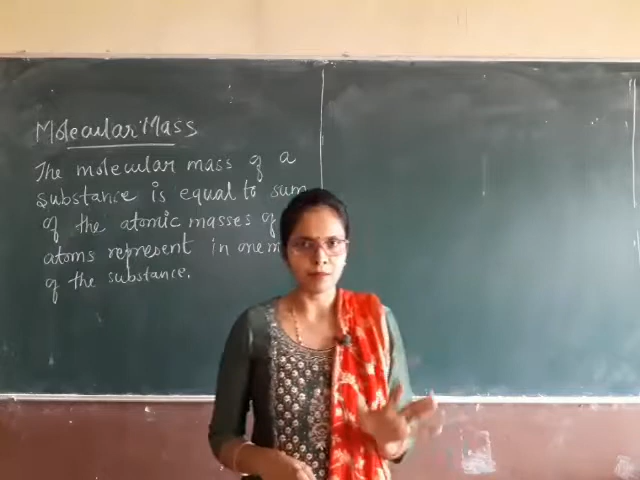 Molecular Mass
The molecular mass of a
substance is equal to sum
of the atomic masses of
atoms represent in one
of the substance.